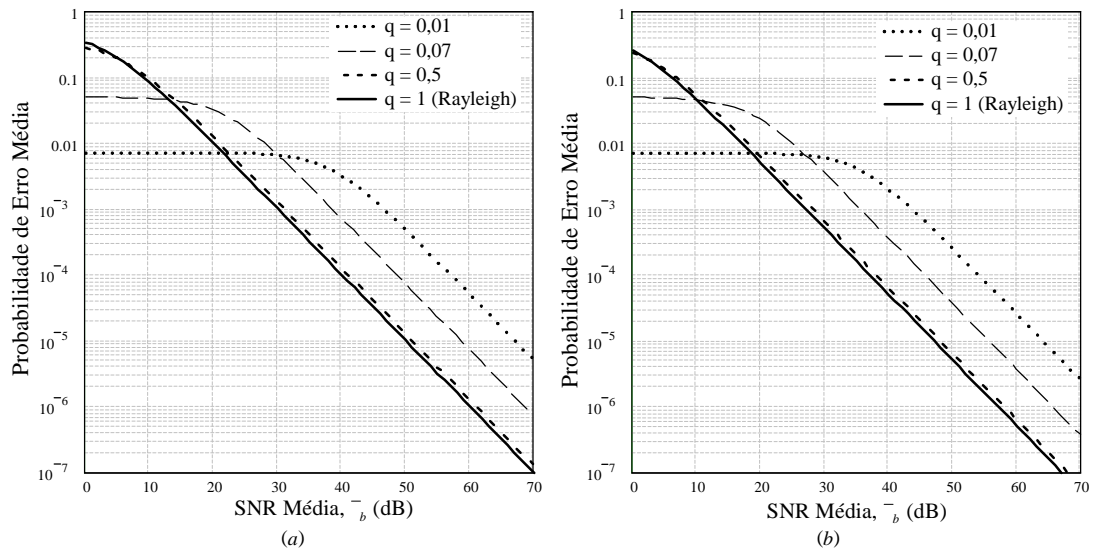 1
0.1
0.01
10−3
10−4
10−5
10−6
10−7
0 10 20 30 40 50 60 70
Probabilidade de Erro Média
SNR Média, ¯b (dB)
q = 0,01
q = 0,07
q = 0,5
q = 1 (Rayleigh)
(a)
1
0.1
0.01
10−3
10−4
10−5
10−6
10−7
0 10 20 30 40 50 60 70
Probabilidade de Erro Média
SNR Média, ¯b (dB)
q = 0,01
q = 0,07
q = 0,5
q = 1 (Rayleigh)
(b)